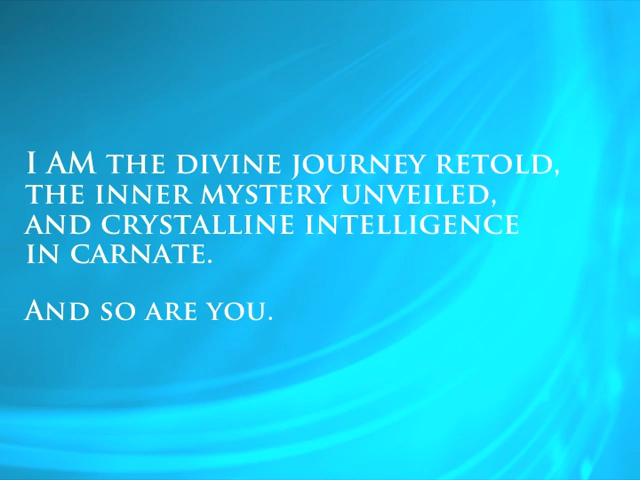 I AM THE DIVINE JOURNEY RETOLD,
THE INNER MYSTERY UNVEILED,
AND CRYSTALLINE INTELLIGENCE
IN CARNATE.
AND SO ARE YOU.